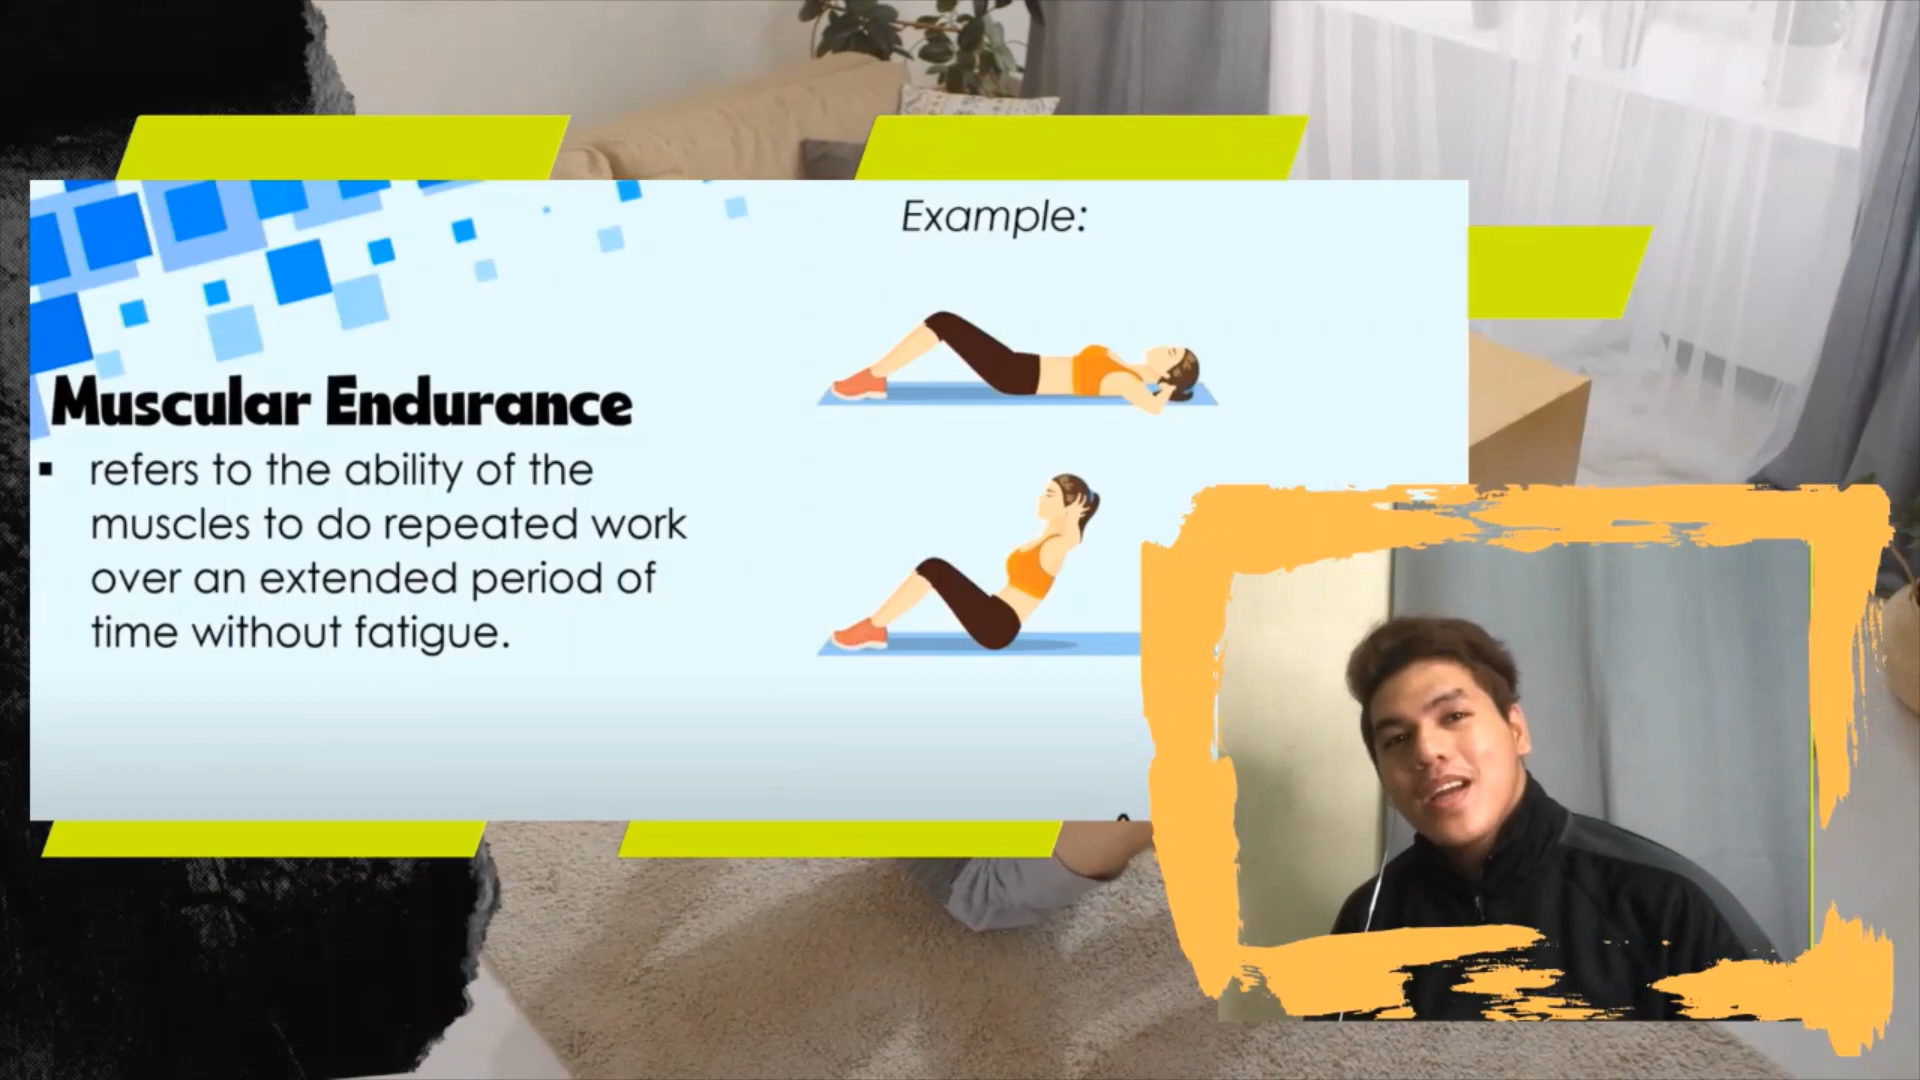 Example:
Muscular Endurance
▪ refers to the ability of the
muscles to do repeated work
over an extended period of
time without fatigue.